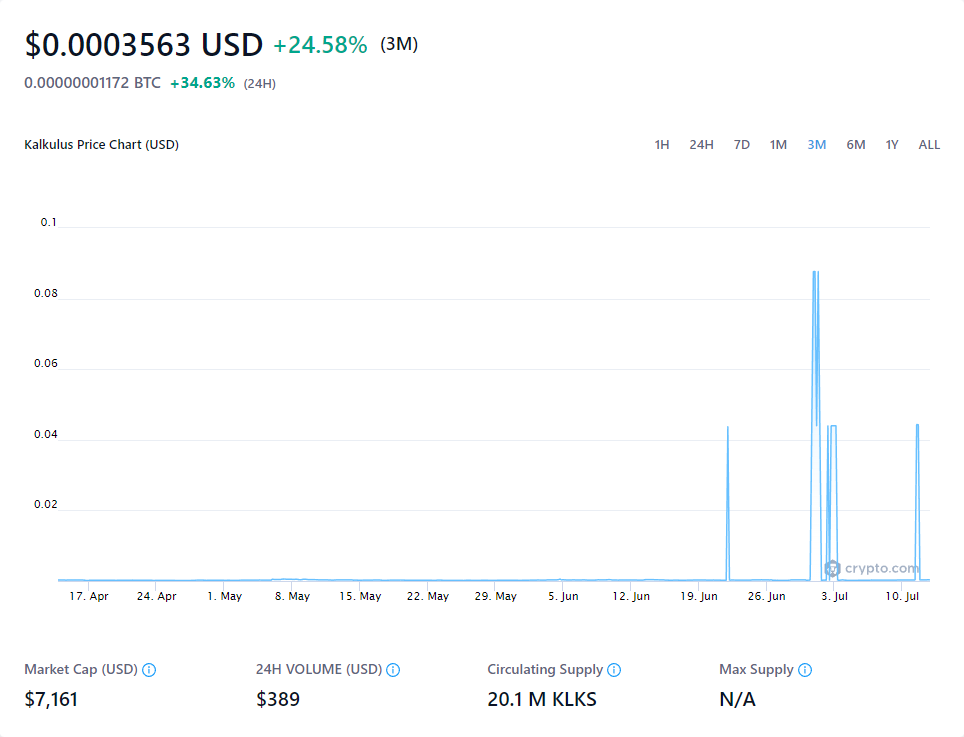 $0.0003563 USD +24.58% (3M)
0.00000001172 BTC +34.63% (24H)
Kalkulus Price Chart (USD) 1H 24H 7D 1M 3M 6M 1Y ALL
0.1
0.08
0.06
0.04
0.02
crypto.com
17. Apr 24. Apr 1. May 8. May 15. May 22. May 29. May 5. Jun 12. Jun 19. Jun 26. Jun 3. Jul 10. Jul
Market Cap (USD) 24H VOLUME (USD) Circulating Supply Max Supply
$7,161 $389 20.1 M KLKS N/A